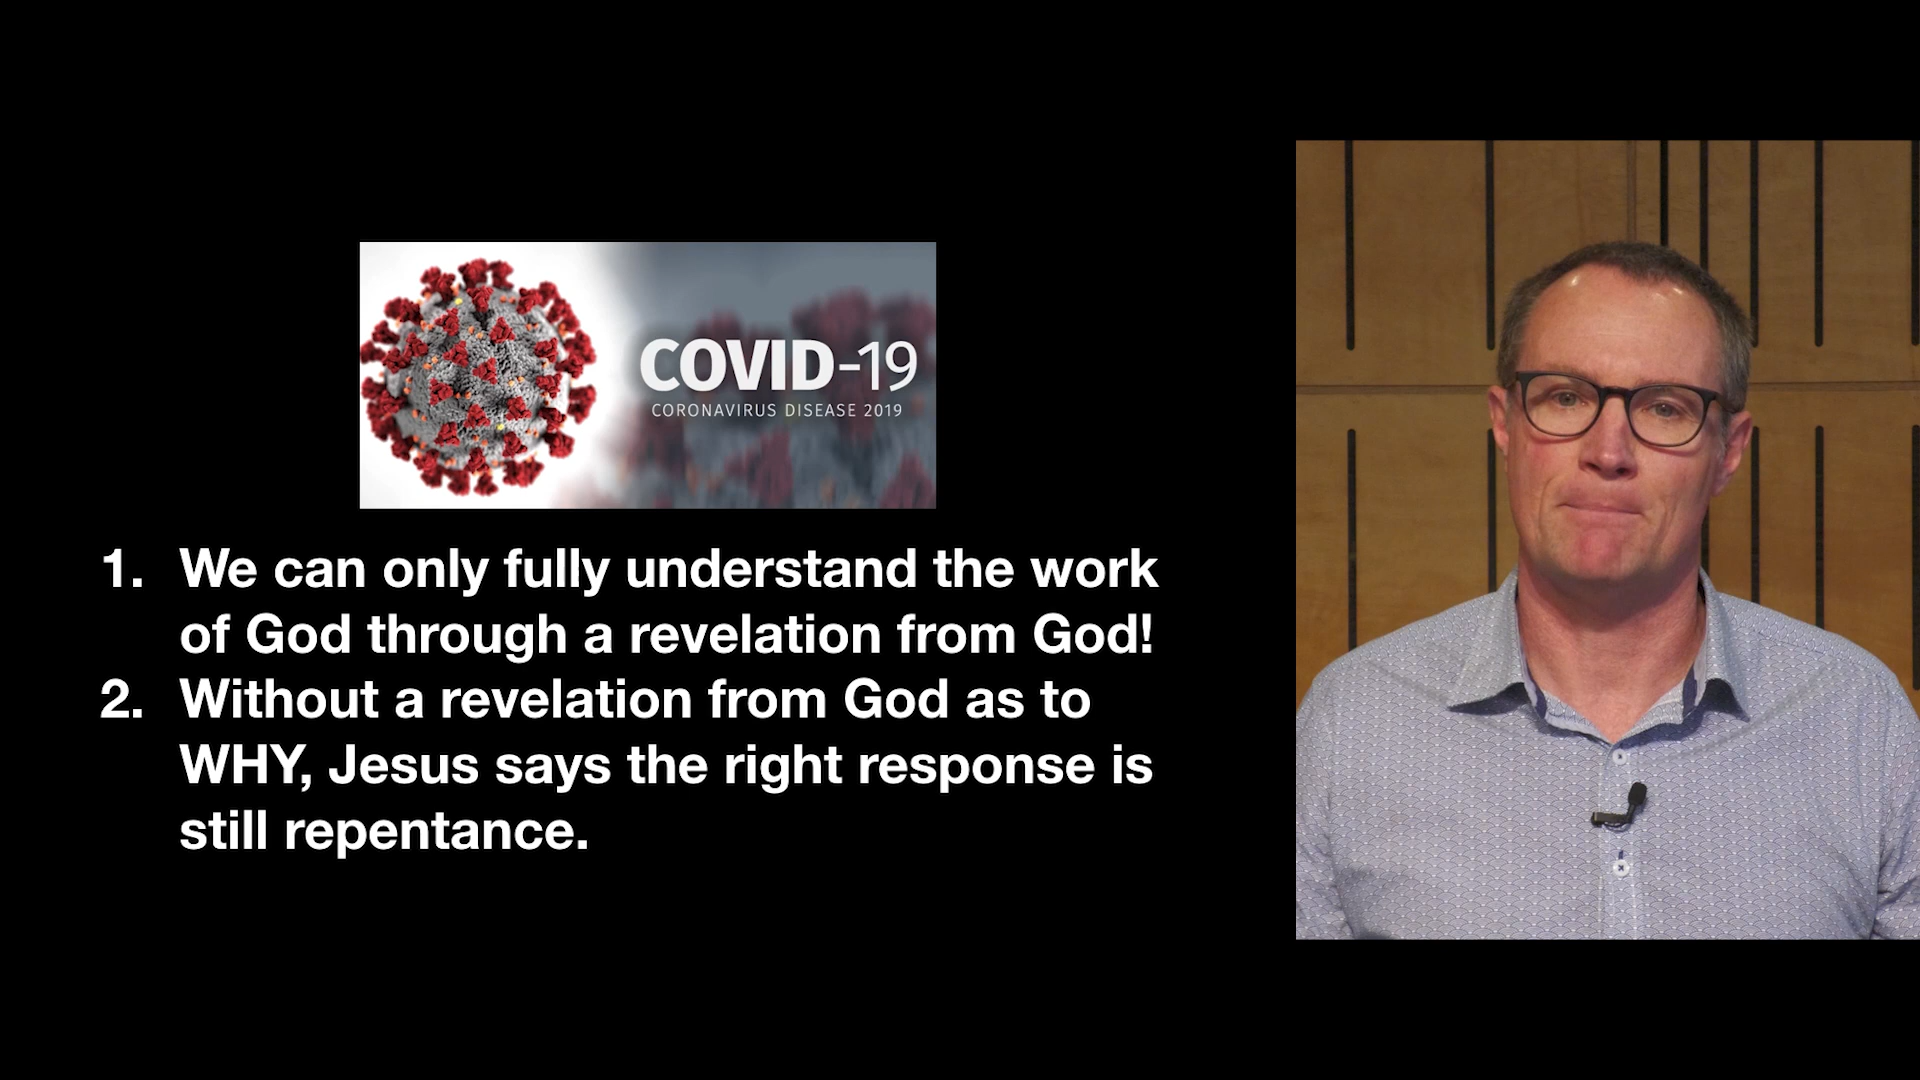 COVID-19
CORONAVIRUS DISEASE 2019
1. We can only fully understand the work
of God through a revelation from God!
2. Without a revelation from God as to
WHY, Jesus says the right response is
still repentance.